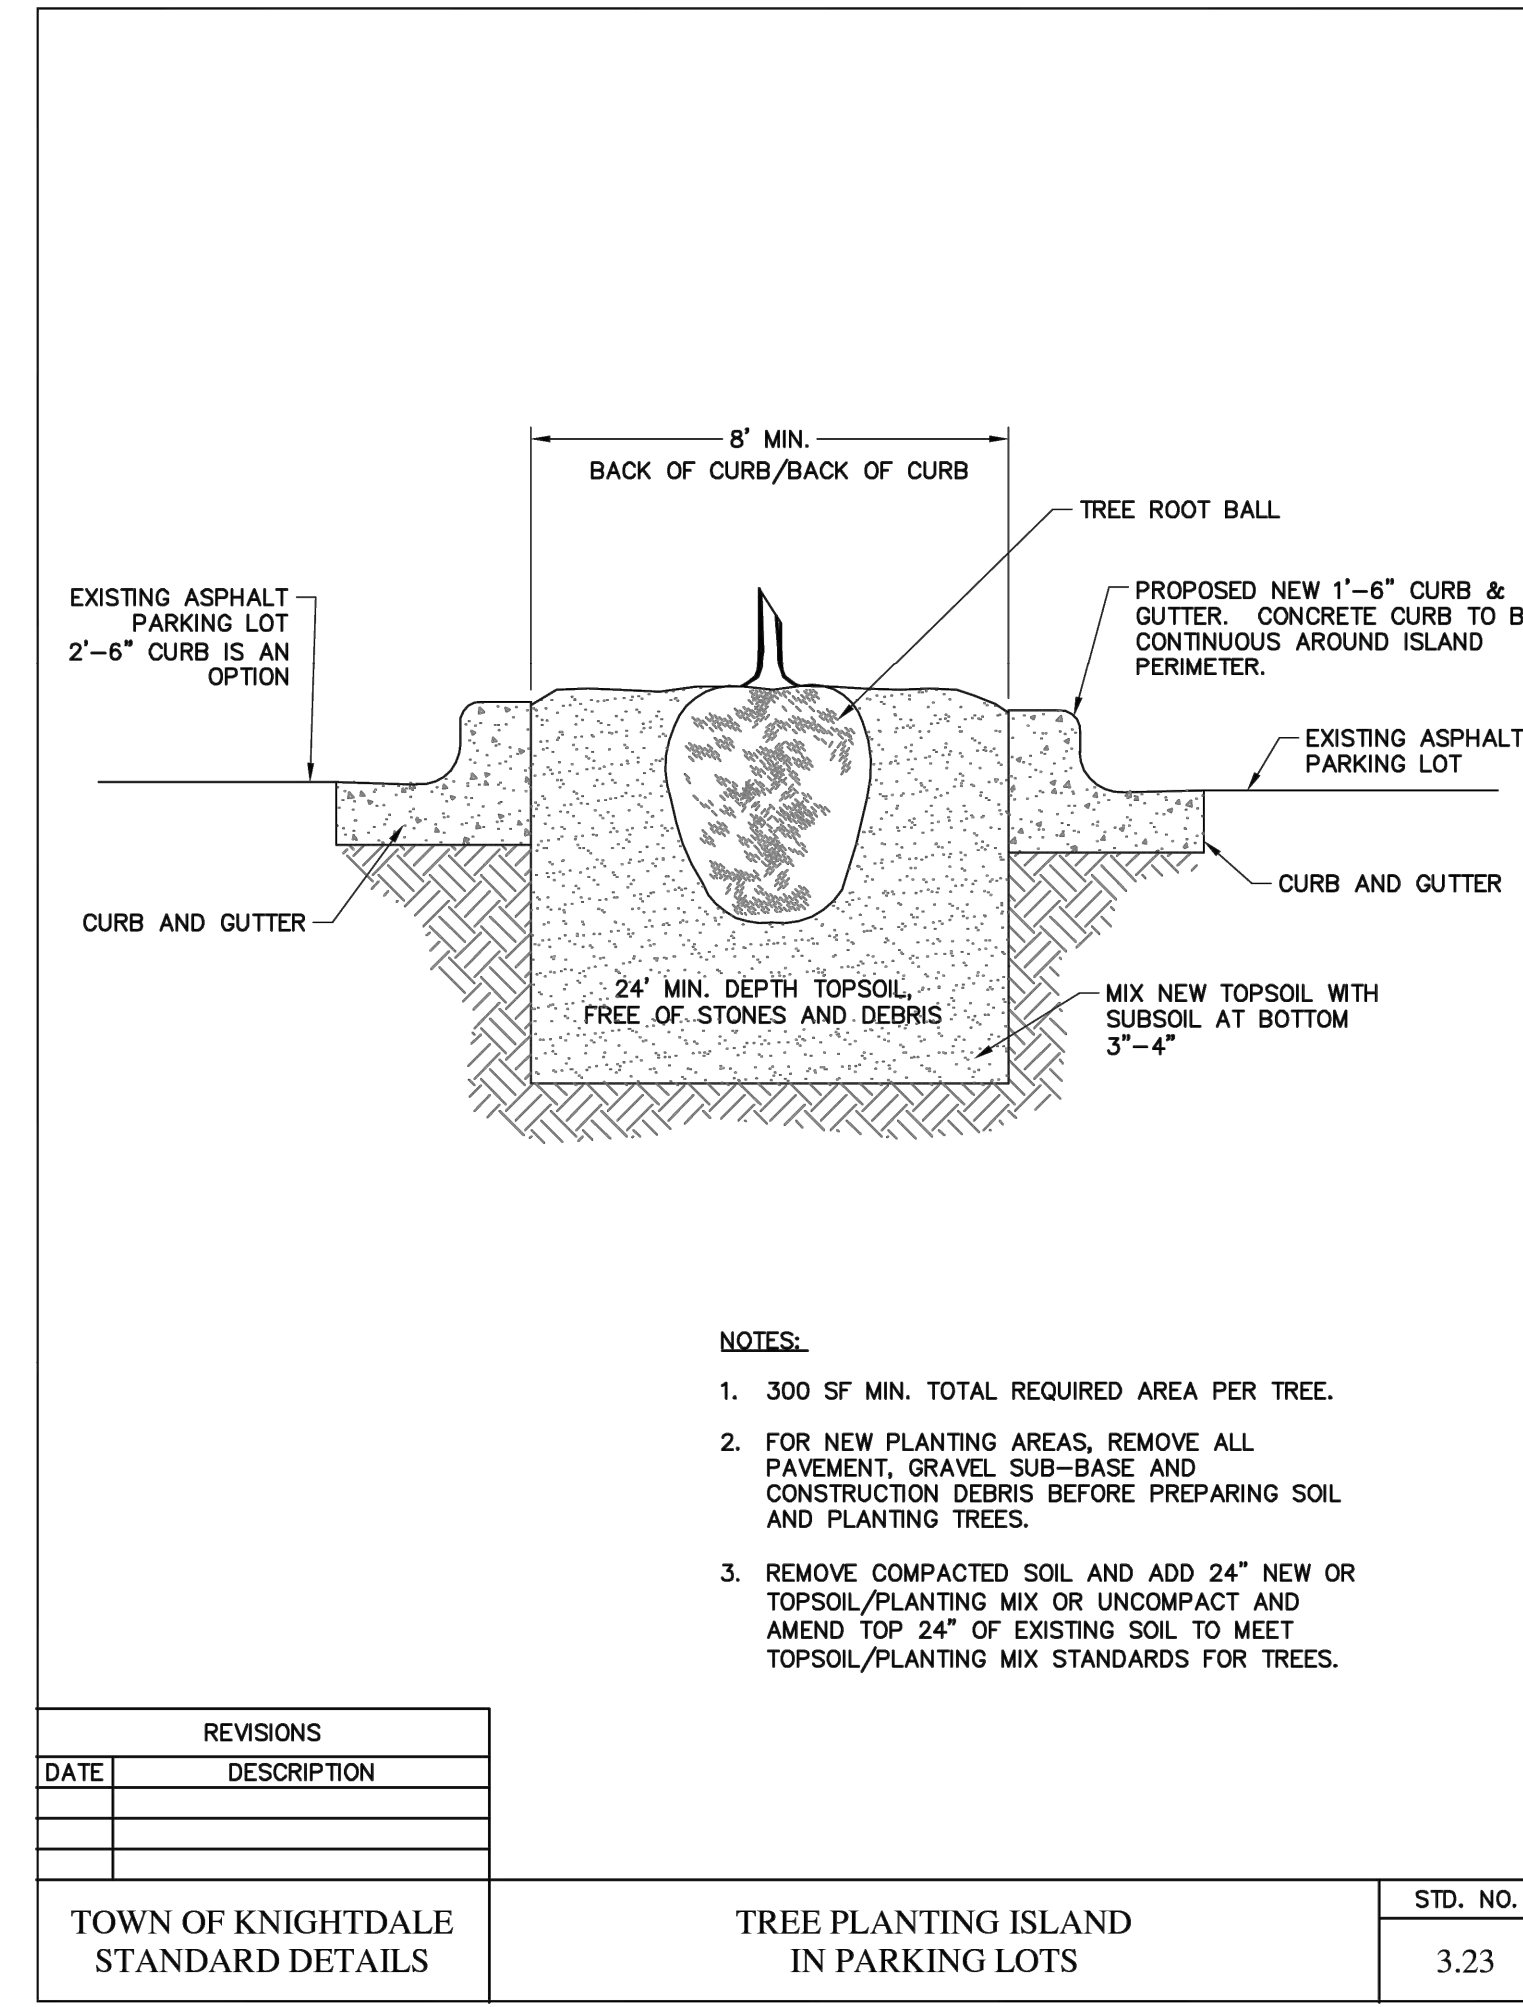 8' MIN.
BACK OF CURB/BACK OF CURB
TREE ROOT BALL
EXISTING ASPHALT
PARKING LOT
2'-6" CURB IS AN
OPTION
PROPOSED NEW 1'-6" CURB &
GUTTER. CONCRETE CURB TO B
CONTINUOUS AROUND ISLAND
PERIMETER.
EXISTING ASPHALT
PARKING LOT
CURB AND GUTTER
CURB AND GUTTER
24' MIN. DEPTH TOPSOIL,
FREE OF STONES AND DEBRIS
MIX NEW TOPSOIL WITH
SUBSOIL AT BOTTOM
3"-4"
NOTES:
1. 300 SF MIN. TOTAL REQUIRED AREA PER TREE.
2. FOR NEW PLANTING AREAS, REMOVE ALL
PAVEMENT, GRAVEL SUB-BASE AND
CONSTRUCTION DEBRIS BEFORE PREPARING SOIL
AND PLANTING TREES.
3. REMOVE COMPACTED SOIL AND ADD 24" NEW OR
TOPSOIL/PLANTING MIX OR UNCOMPACT AND
AMEND TOP 24" OF EXISTING SOIL TO MEET
TOPSOIL/PLANTING MIX STANDARDS FOR TREES.
REVISIONS
DATE DESCRIPTION
TOWN OF KNIGHTDALE
STANDARD DETAILS
TREE PLANTING ISLAND
IN PARKING LOTS
STD. NO.
3.23